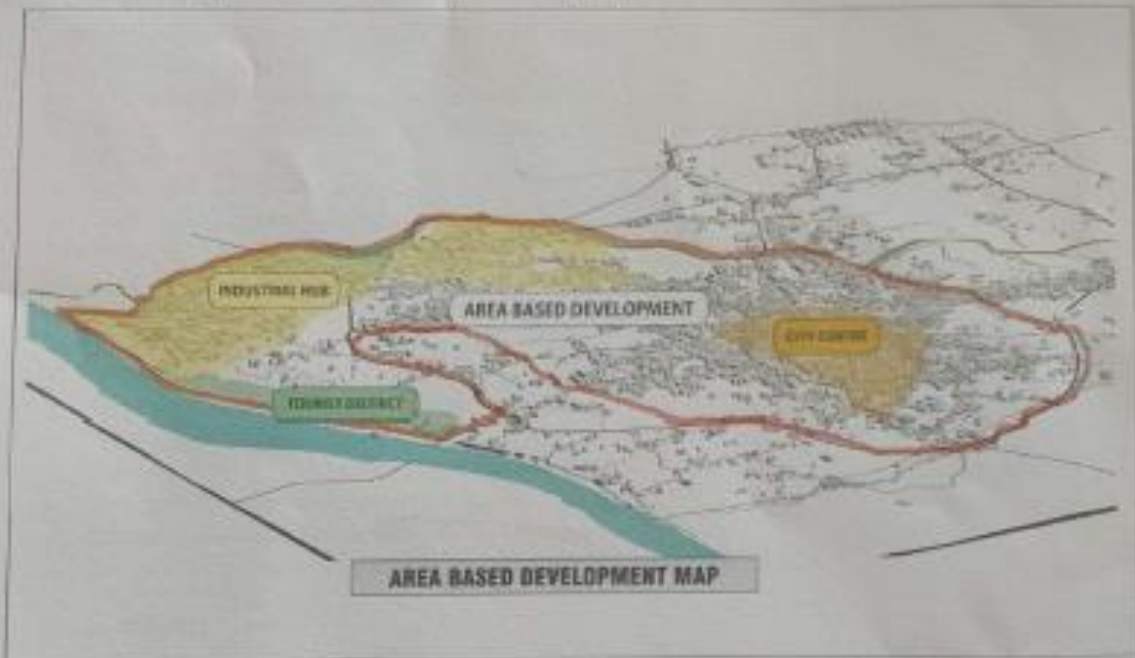 INDUSTRIAL HUB
AREA BASED DEVELOPMENT
CITY CENTRE
TOURIST DISTRICT
AREA BASED DEVELOPMENT MAP